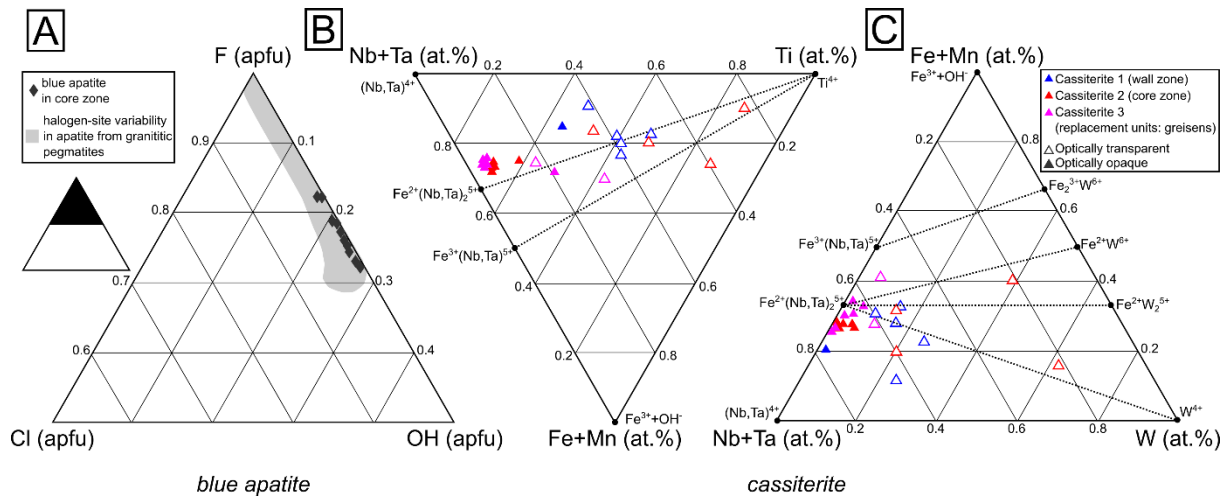 A
F (apfu)
blue apatite
in core zone
halogen-site variability
in apatite from granititic
pegmatites
0.9
0.1
0.8
0.2
0.7
0.3
0.6
0.4
Cl (apfu)
OH (apfu)
blue apatite
B
Nb+Ta (at.%)
Ti (at.%)
(Nb,Ta)⁴⁺
0.2
0.4
0.6
0.8
Ti⁴⁺
0.8
0.2
Fe²⁺(Nb,Ta)₂⁵⁺
0.6
0.4
Fe³⁺(Nb,Ta)⁵⁺
0.4
0.6
0.2
0.8
Fe³⁺+OH⁻
Fe+Mn (at.%)
C
Fe+Mn (at.%)
Fe³⁺+OH⁻
Cassiterite 1 (wall zone)
Cassiterite 2 (core zone)
Cassiterite 3
(replacement units: greisens)
Optically transparent
Optically opaque
0.2
0.8
Fe₂³⁺W⁶⁺
0.4
0.6
Fe³⁺(Nb,Ta)⁵⁺
Fe²⁺W⁶⁺
0.6
0.4
Fe²⁺(Nb,Ta)₂⁵⁺
Fe²⁺W₂⁵⁺
0.8
0.2
(Nb,Ta)⁴⁺
W⁴⁺
0.2
0.4
0.6
0.8
Nb+Ta (at.%)
W (at.%)
cassiterite